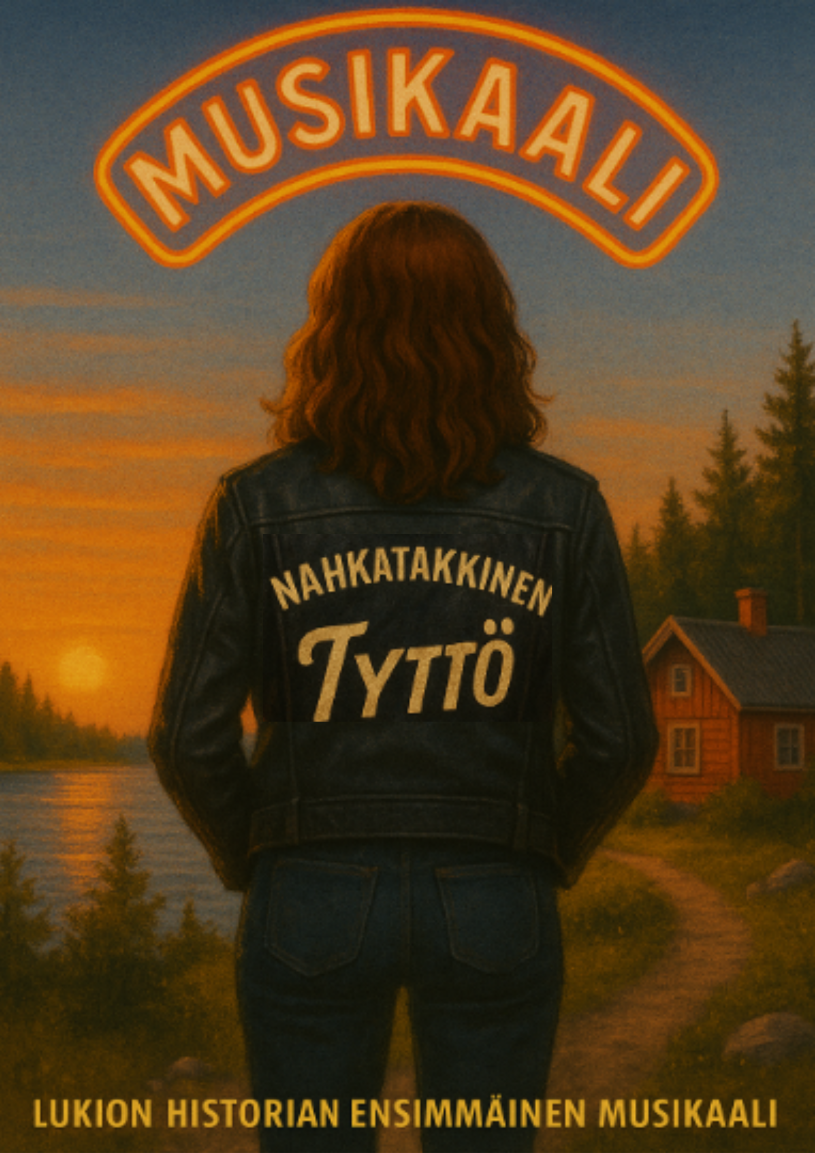 MUSIKAALI
NAHKATAKKINEN
TYTTÖ
LUKION HISTORIAN ENSIMMÄINEN MUSIKAALI